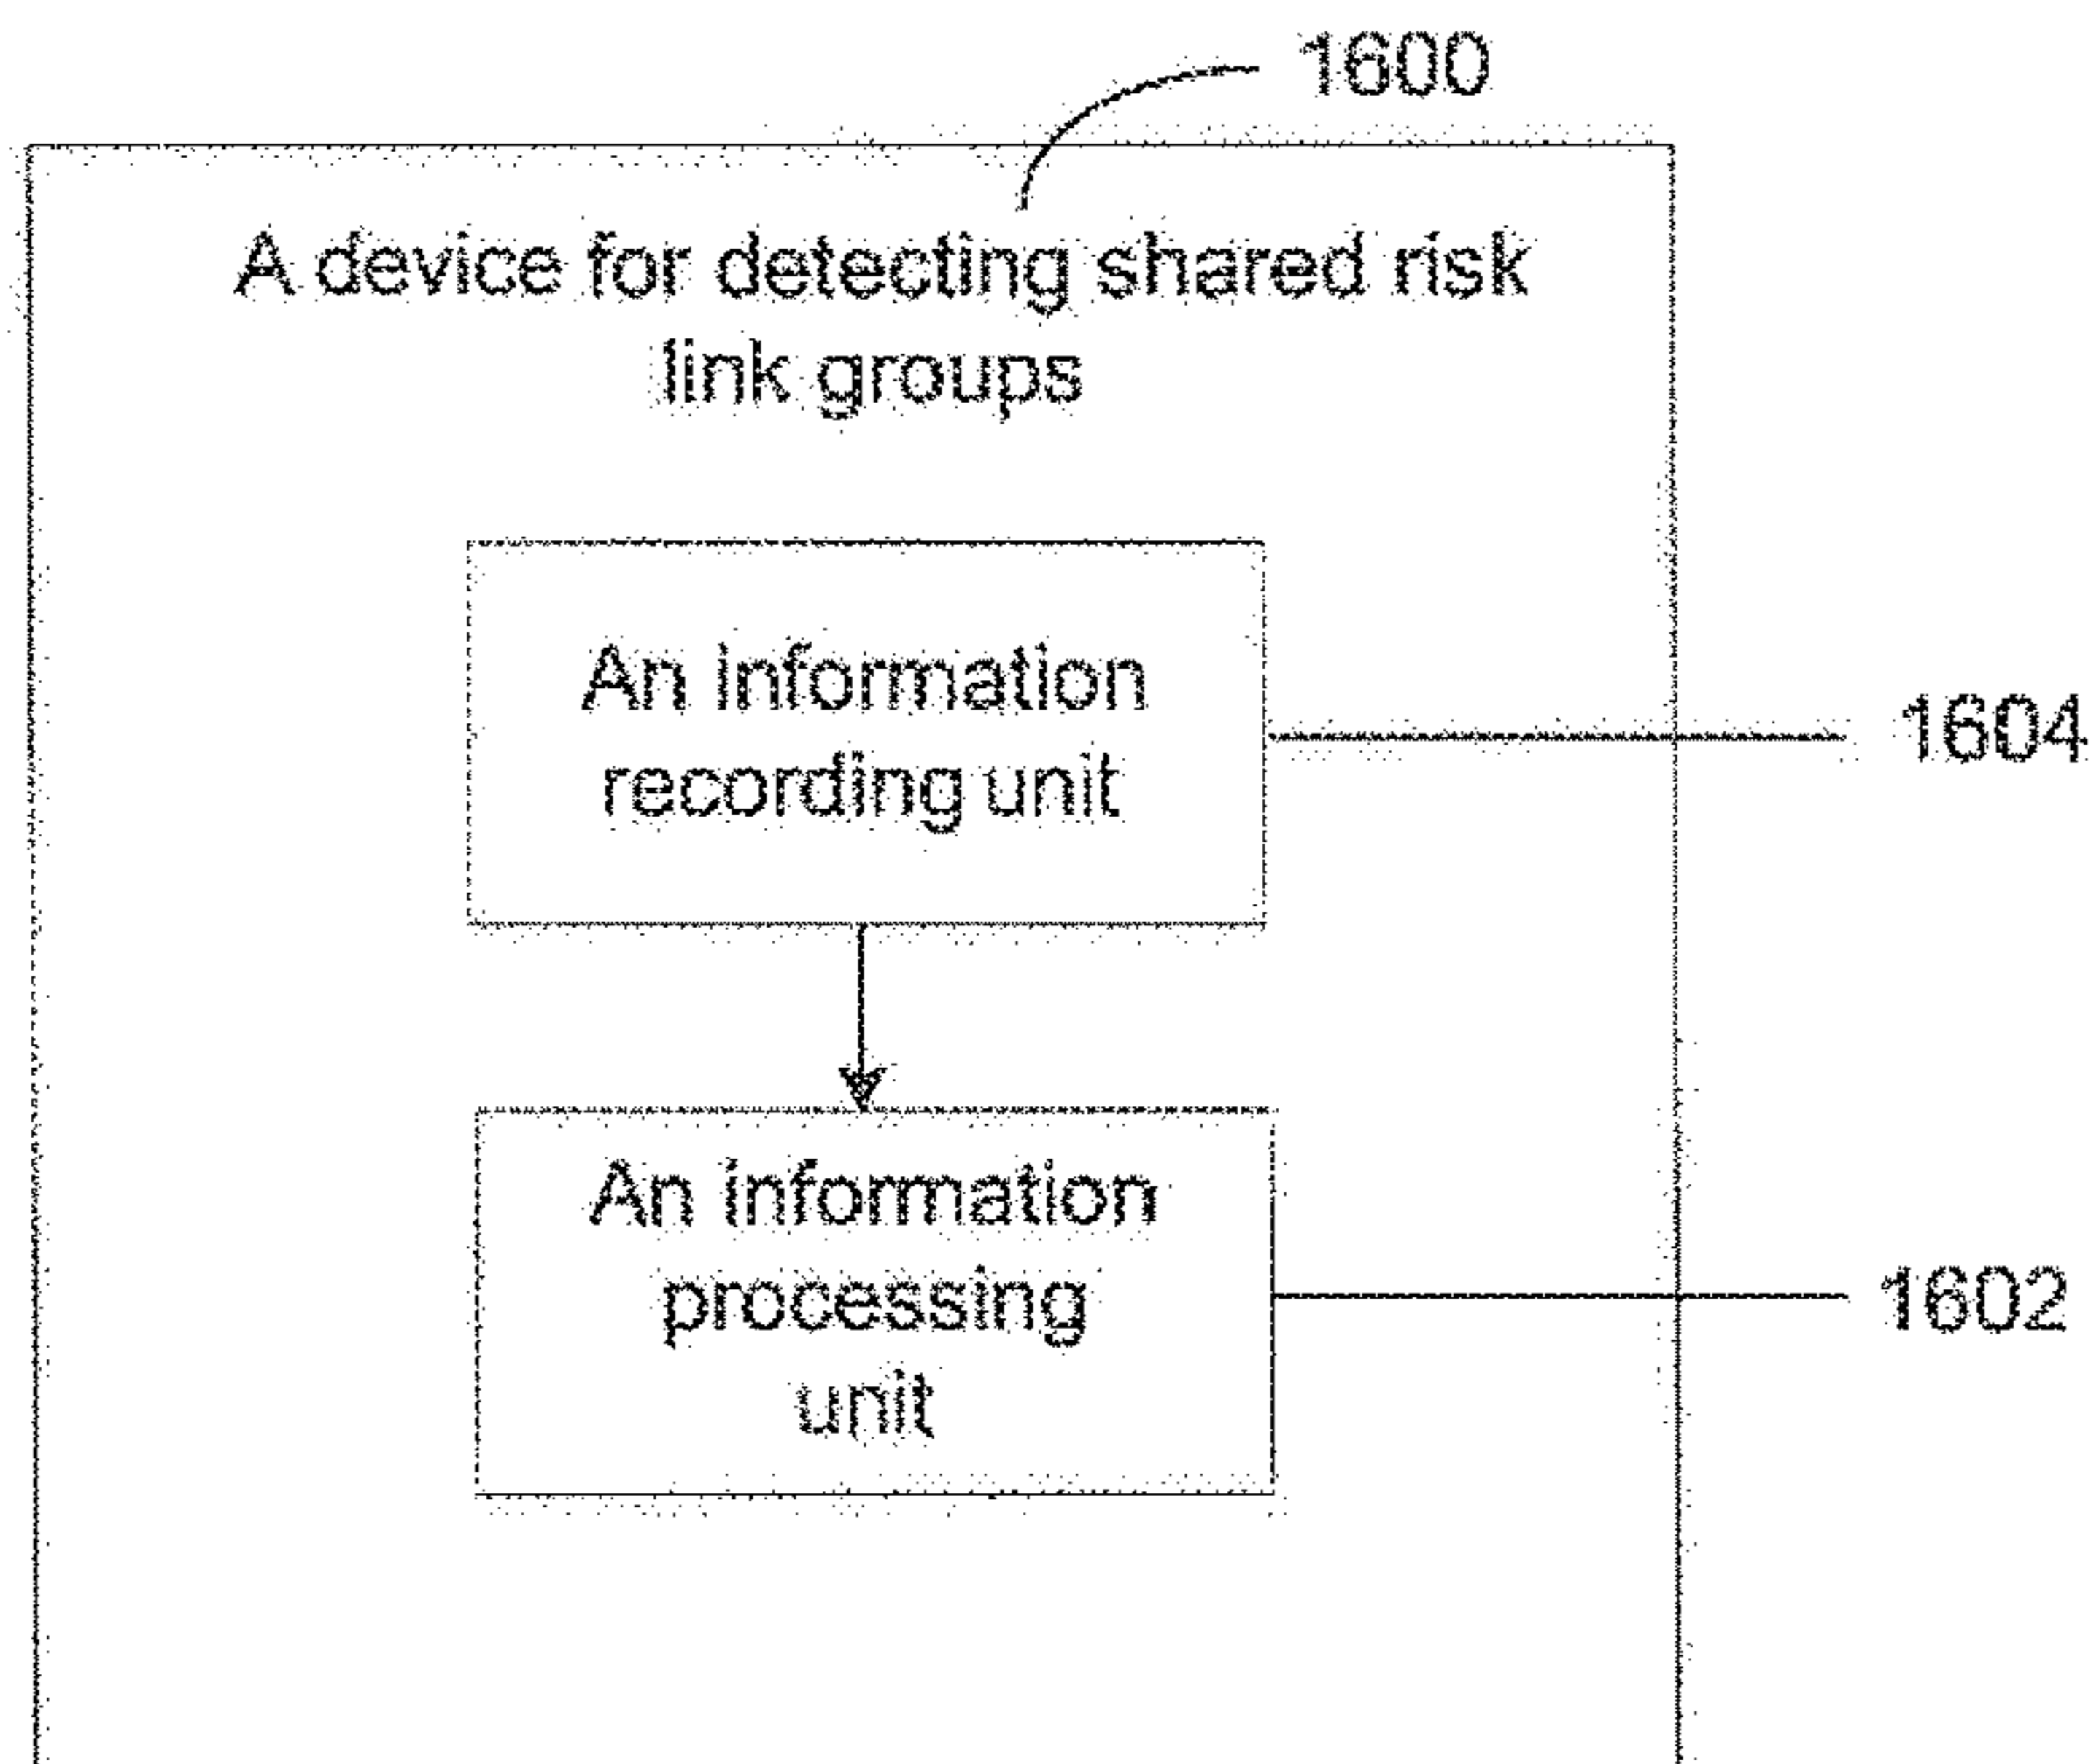 1600
A device for detecting shared risk
link groups
An information
recording unit
1604
An information
processing
unit
1602